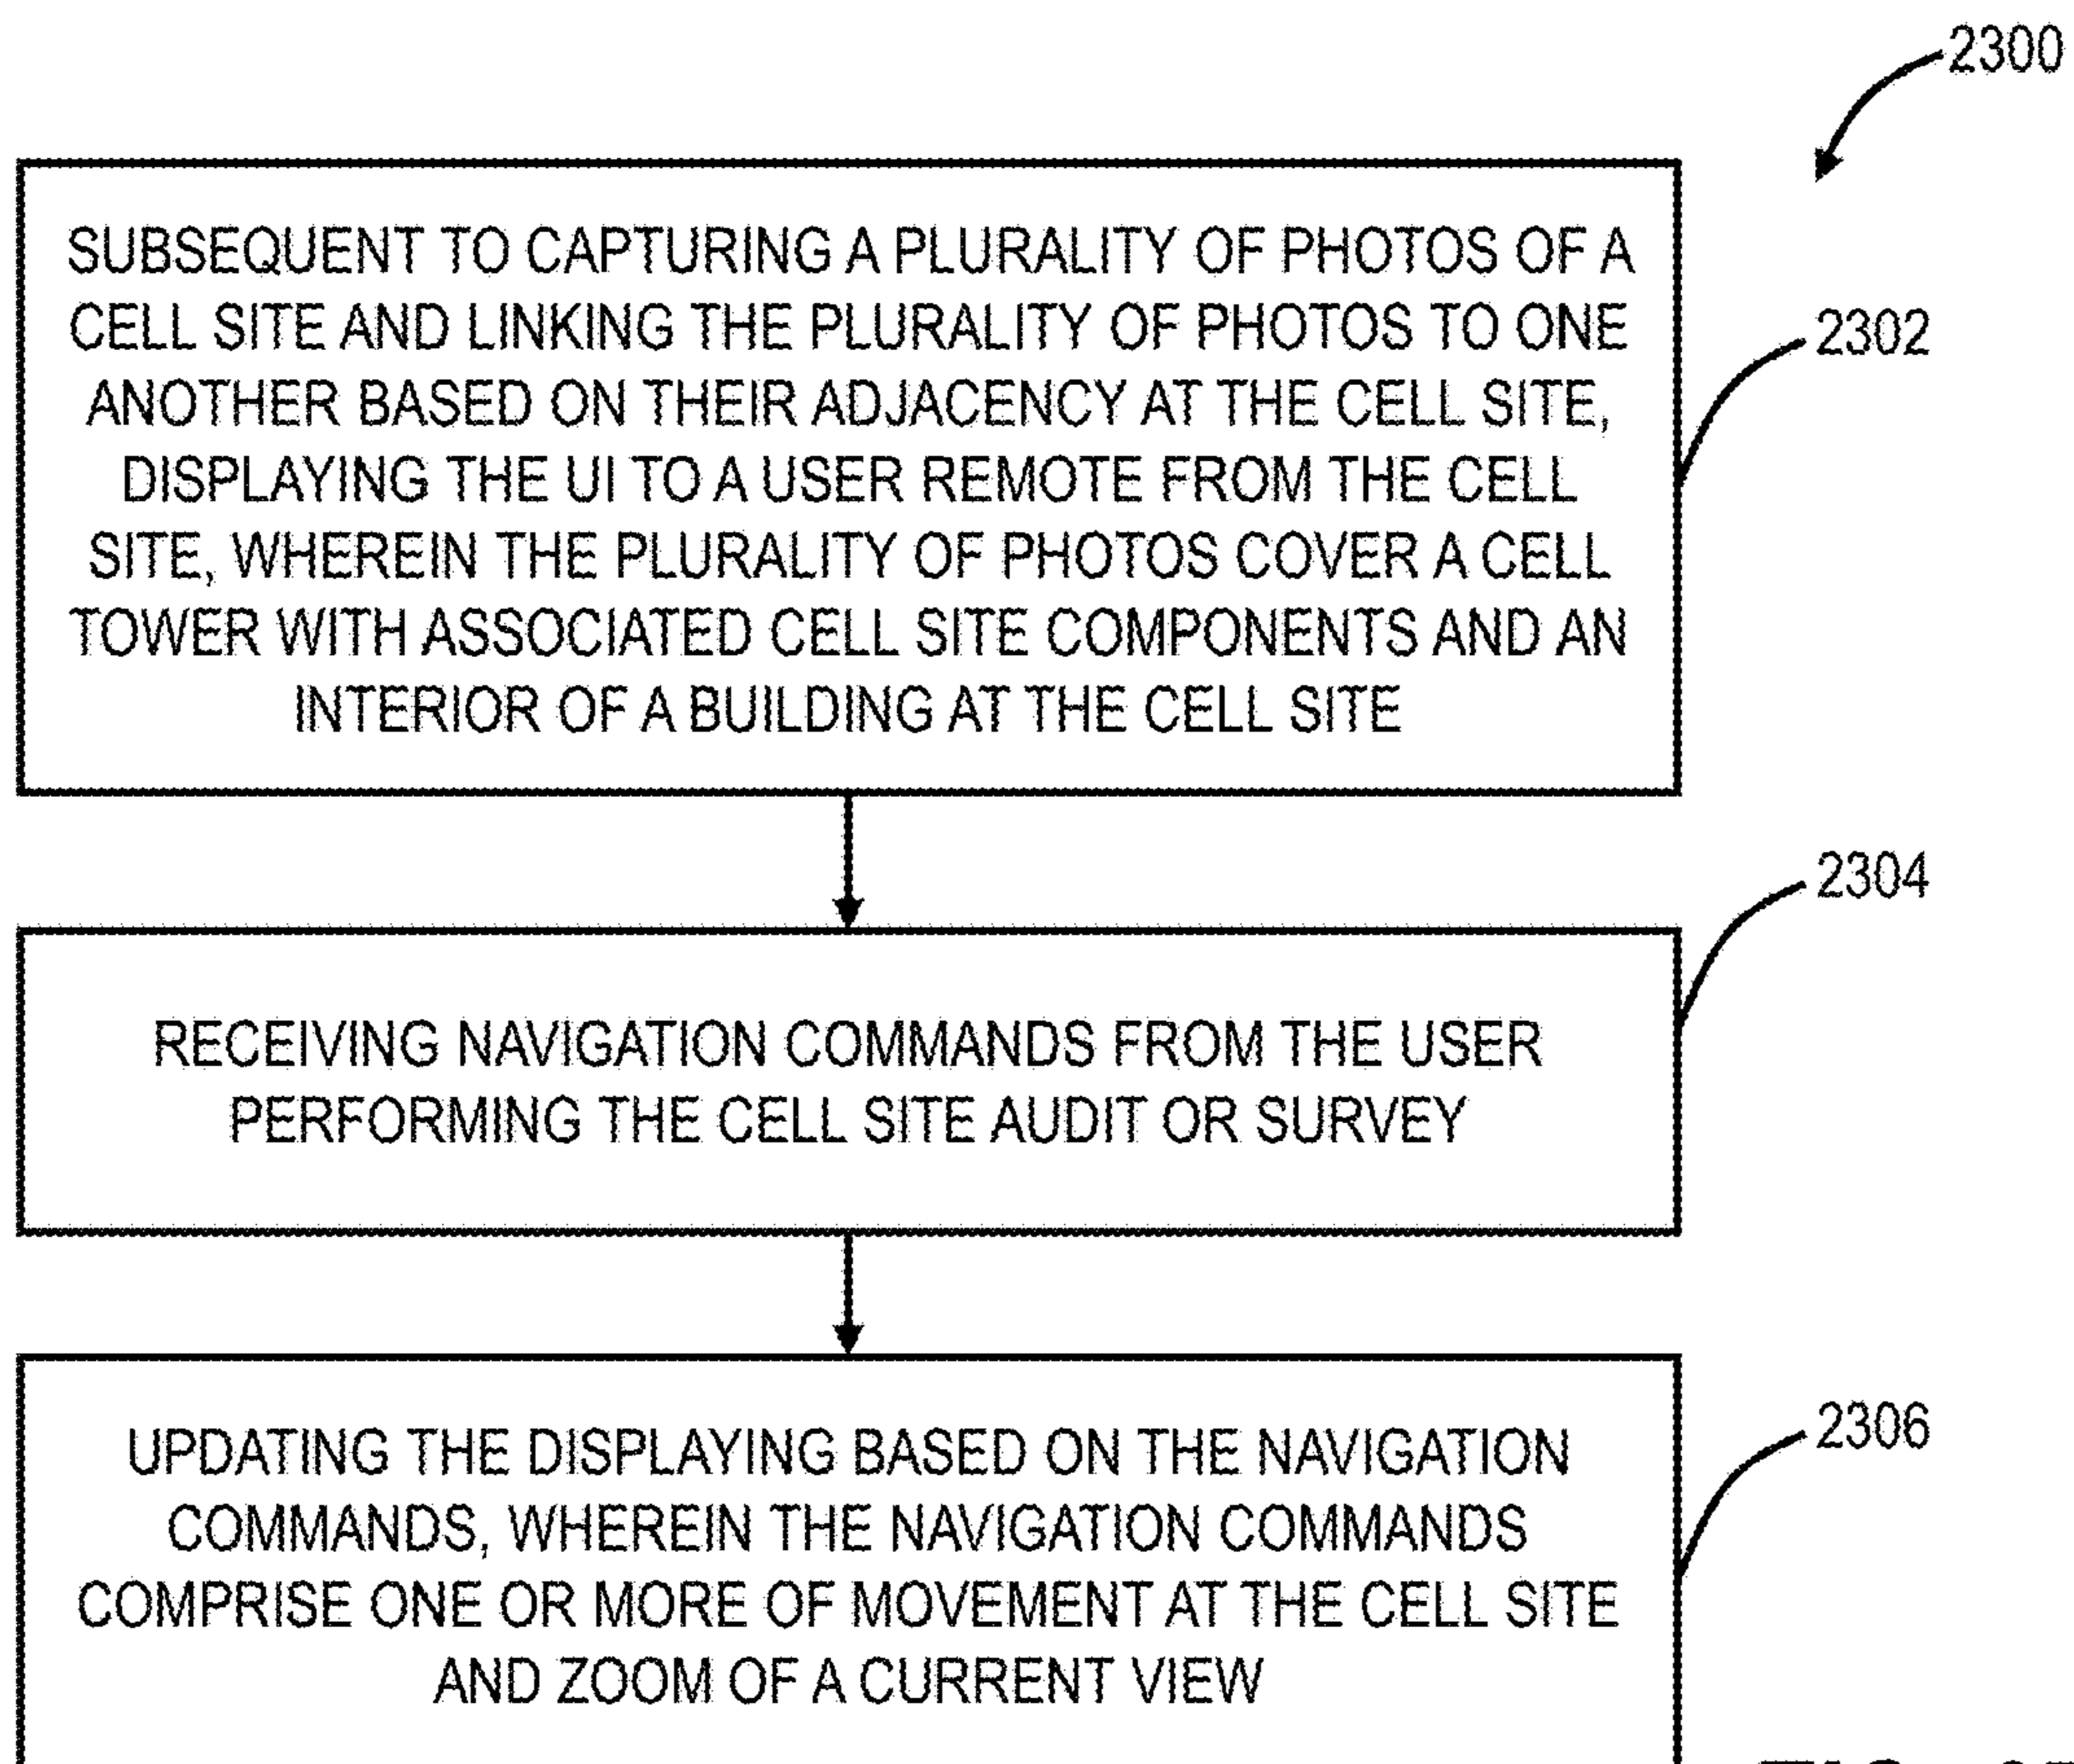 2300
SUBSEQUENT TO CAPTURING A PLURALITY OF PHOTOS OF A
CELL SITE AND LINKING THE PLURALITY OF PHOTOS TO ONE
ANOTHER BASED ON THEIR ADJACENCY AT THE CELL SITE,
DISPLAYING THE UI TO A USER REMOTE FROM THE CELL
SITE, WHEREIN THE PLURALITY OF PHOTOS COVER A CELL
TOWER WITH ASSOCIATED CELL SITE COMPONENTS AND AN
INTERIOR OF A BUILDING AT THE CELL SITE
2302
2304
RECEIVING NAVIGATION COMMANDS FROM THE USER
PERFORMING THE CELL SITE AUDIT OR SURVEY
2306
UPDATING THE DISPLAYING BASED ON THE NAVIGATION
COMMANDS, WHEREIN THE NAVIGATION COMMANDS
COMPRISE ONE OR MORE OF MOVEMENT AT THE CELL SITE
AND ZOOM OF A CURRENT VIEW